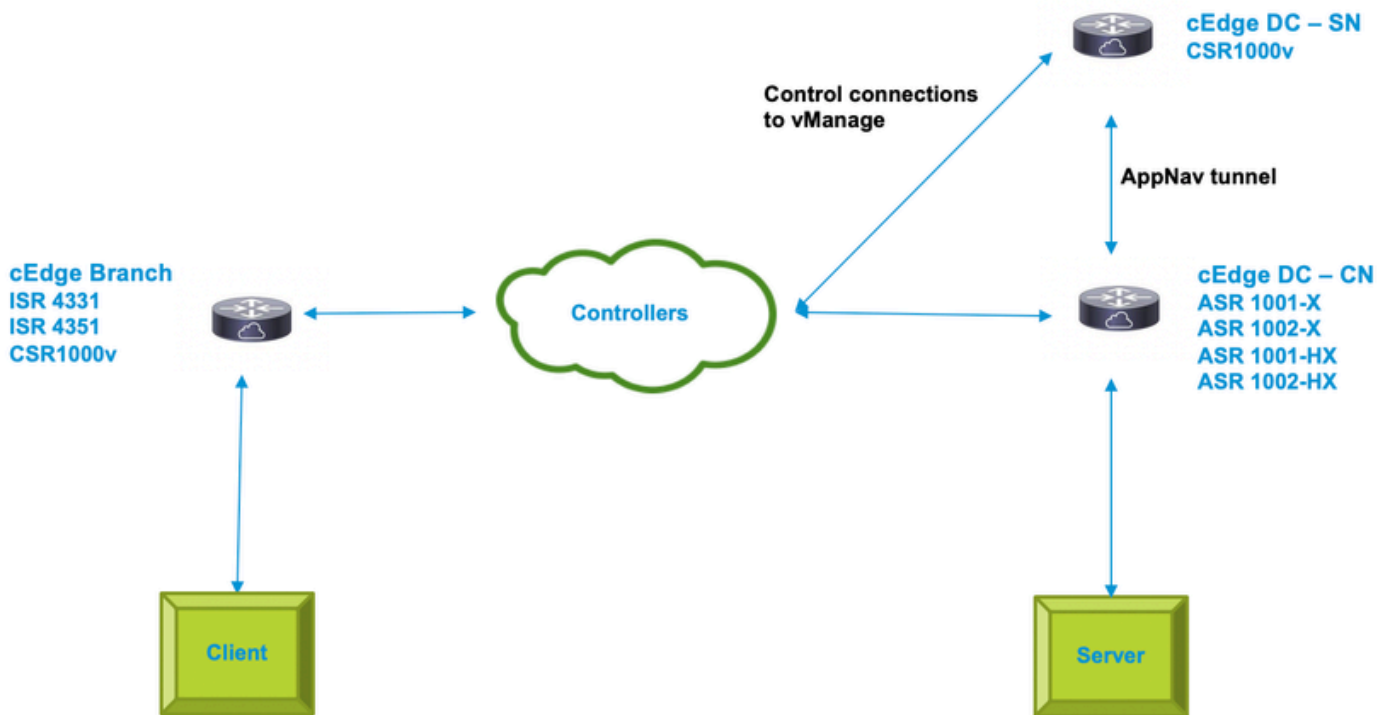 cEdge DC – SN
CSR1000v
Control connections
to vManage
AppNav tunnel
cEdge Branch
ISR 4331
ISR 4351
CSR1000v
Controllers
cEdge DC – CN
ASR 1001-X
ASR 1002-X
ASR 1001-HX
ASR 1002-HX
Client
Server